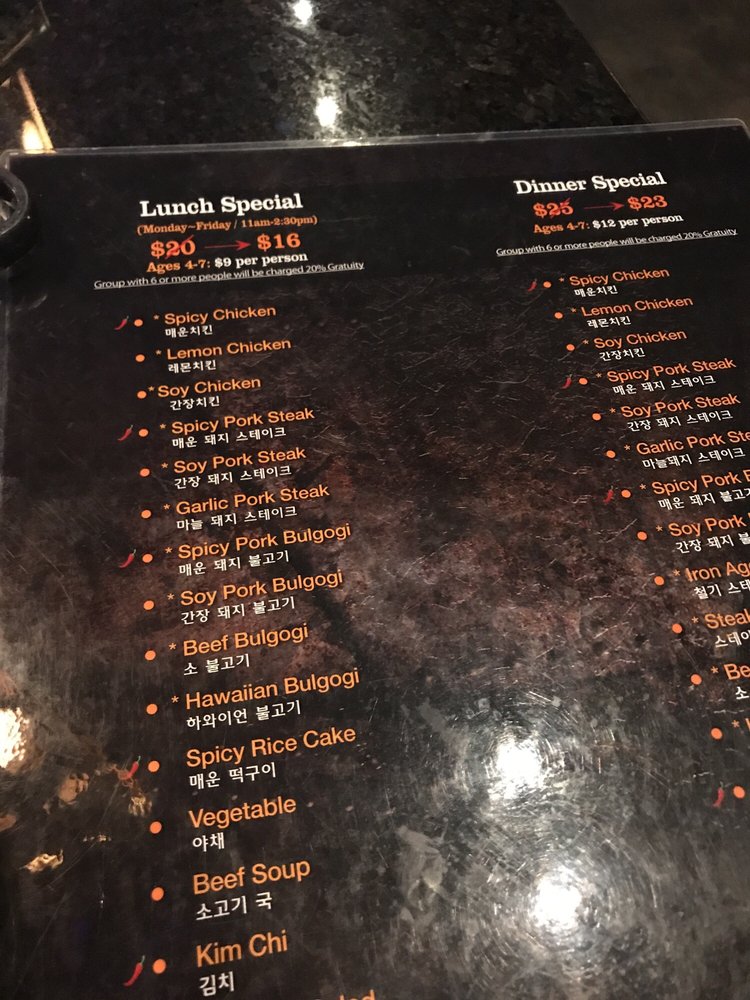 Lunch Special
(Monday~Friday / 11am-2:30pm)
$20 → $16
Ages 4-7: $9 per person
Group with 6 or more people will be charged 20% Gratuity
• * Spicy Chicken
매운치킨
• * Lemon Chicken
레몬치킨
• * Soy Chicken
간장치킨
• * Spicy Pork Steak
매운 돼지 스테이크
• * Soy Pork Steak
간장 돼지 스테이크
• * Garlic Pork Steak
마늘 돼지 스테이크
• * Spicy Pork Bulgogi
매운 돼지 불고기
• * Soy Pork Bulgogi
간장 돼지 불고기
• * Beef Bulgogi
소 불고기
• * Hawaiian Bulgogi
하와이언 불고기
• Spicy Rice Cake
매운 떡구이
• Vegetable
야채
• Beef Soup
소고기 국
• Kim Chi
김치
Dinner Special
$25 → $23
Ages 4-7: $12 per person
Group with 6 or more people will be charged 20% Gratuity
• * Spicy Chicken
매운치킨
• * Lemon Chicken
레몬치킨
• * Soy Chicken
간장치킨
• * Spicy Pork Steak
매운 돼지 스테이크
• * Soy Pork Steak
간장 돼지 스테이크
• * Garlic Pork
마늘돼지 스테이크
• * Spicy Pork
매운 돼지 불고
• * Soy Pork
간장 돼지
• * Iron
철기
• * Steak
• *
소